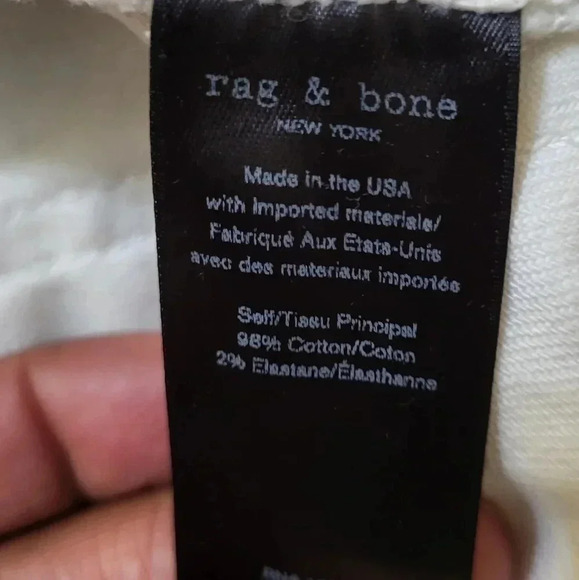 rag & bone
NEW YORK
Made in the USA
with Imported materials/
Fabriqué Aux Etats-Unis
avec des materiaux importés
Self/Tissu Principal
98% Cotton/Coton
2% Elastane/Élasthanne